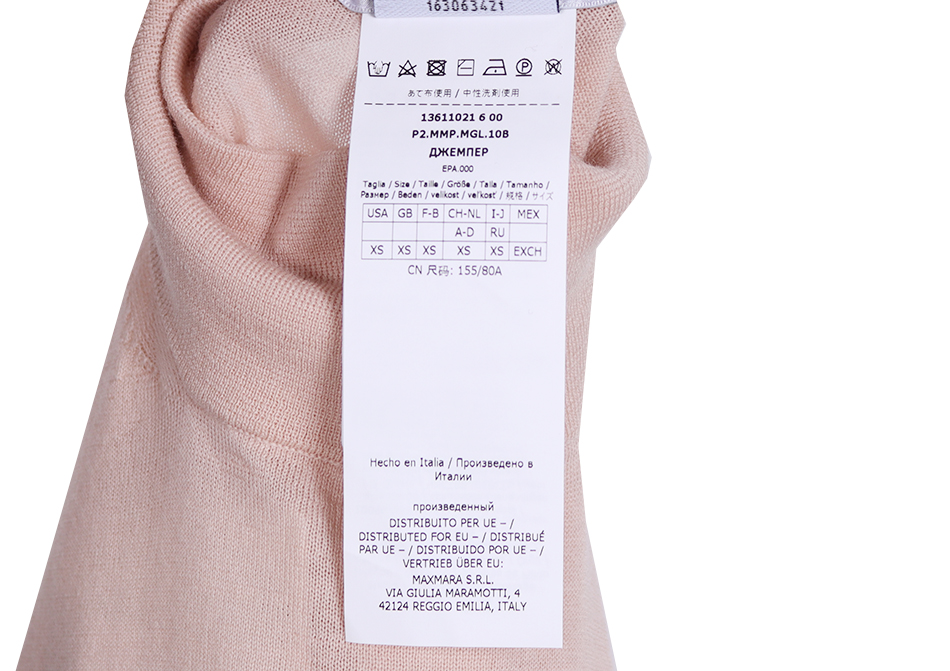 163063421
あて布使用 / 中性洗剤使用
13611021 6 00
P2.MMP.MGL.10B
ДЖЕМПЕР
EPA.000
Taglia / Size / Taille / Größe / Talla / Tamanho /
Размер / Beden / velikost / veľkosť / 規格 / サイズ
USA GB F-B CH-NL I-J MEX
A-D RU
XS XS XS XS XS EXCH
CN 尺码: 155/80A
Hecho en Italia / Произведено в
Италии
произведенный
DISTRIBUITO PER UE – /
DISTRIBUTED FOR EU – / DISTRIBUÉ
PAR UE – / DISTRIBUIDO POR UE – /
VERTRIEB ÜBER EU:
MAXMARA S.R.L.
VIA GIULIA MARAMOTTI, 4
42124 REGGIO EMILIA, ITALY